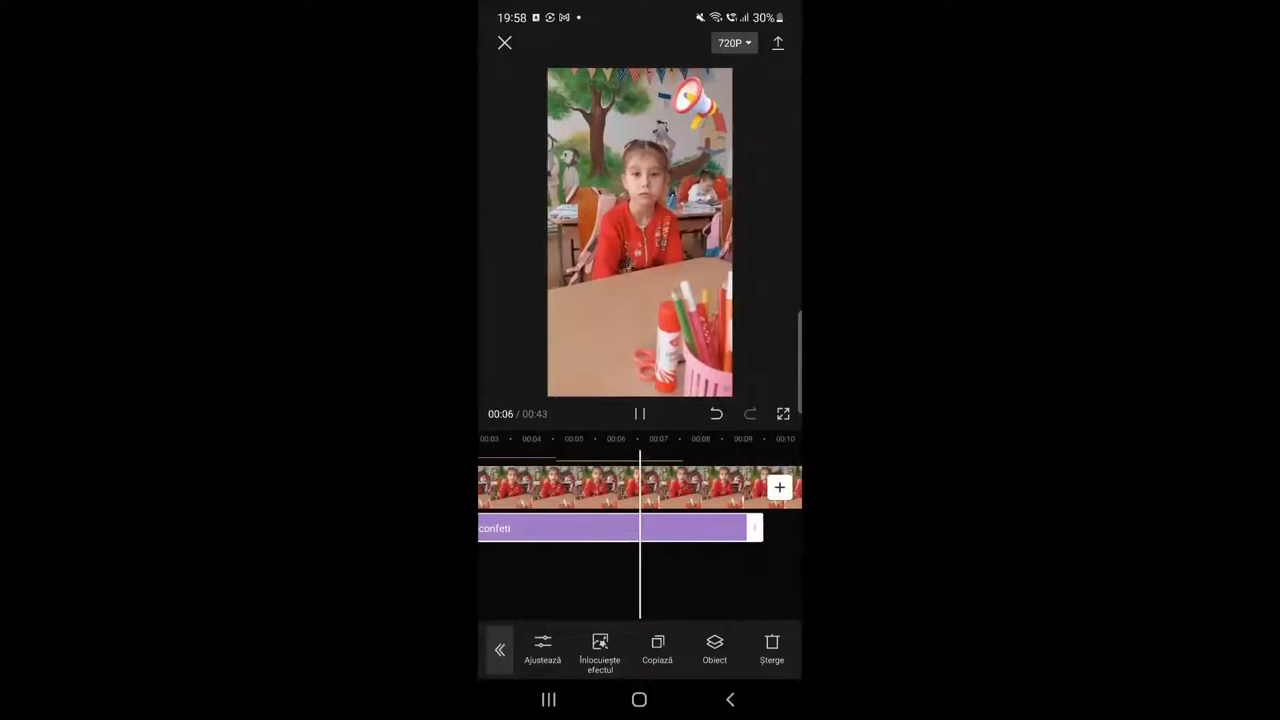 19:58
30%
720P
00:06 / 00:43
00:03
00:04
00:05
00:06
00:07
00:08
00:09
00:10
confeti
Ajustează
Înlocuiește
efectul
Copiază
Obiect
Șterge